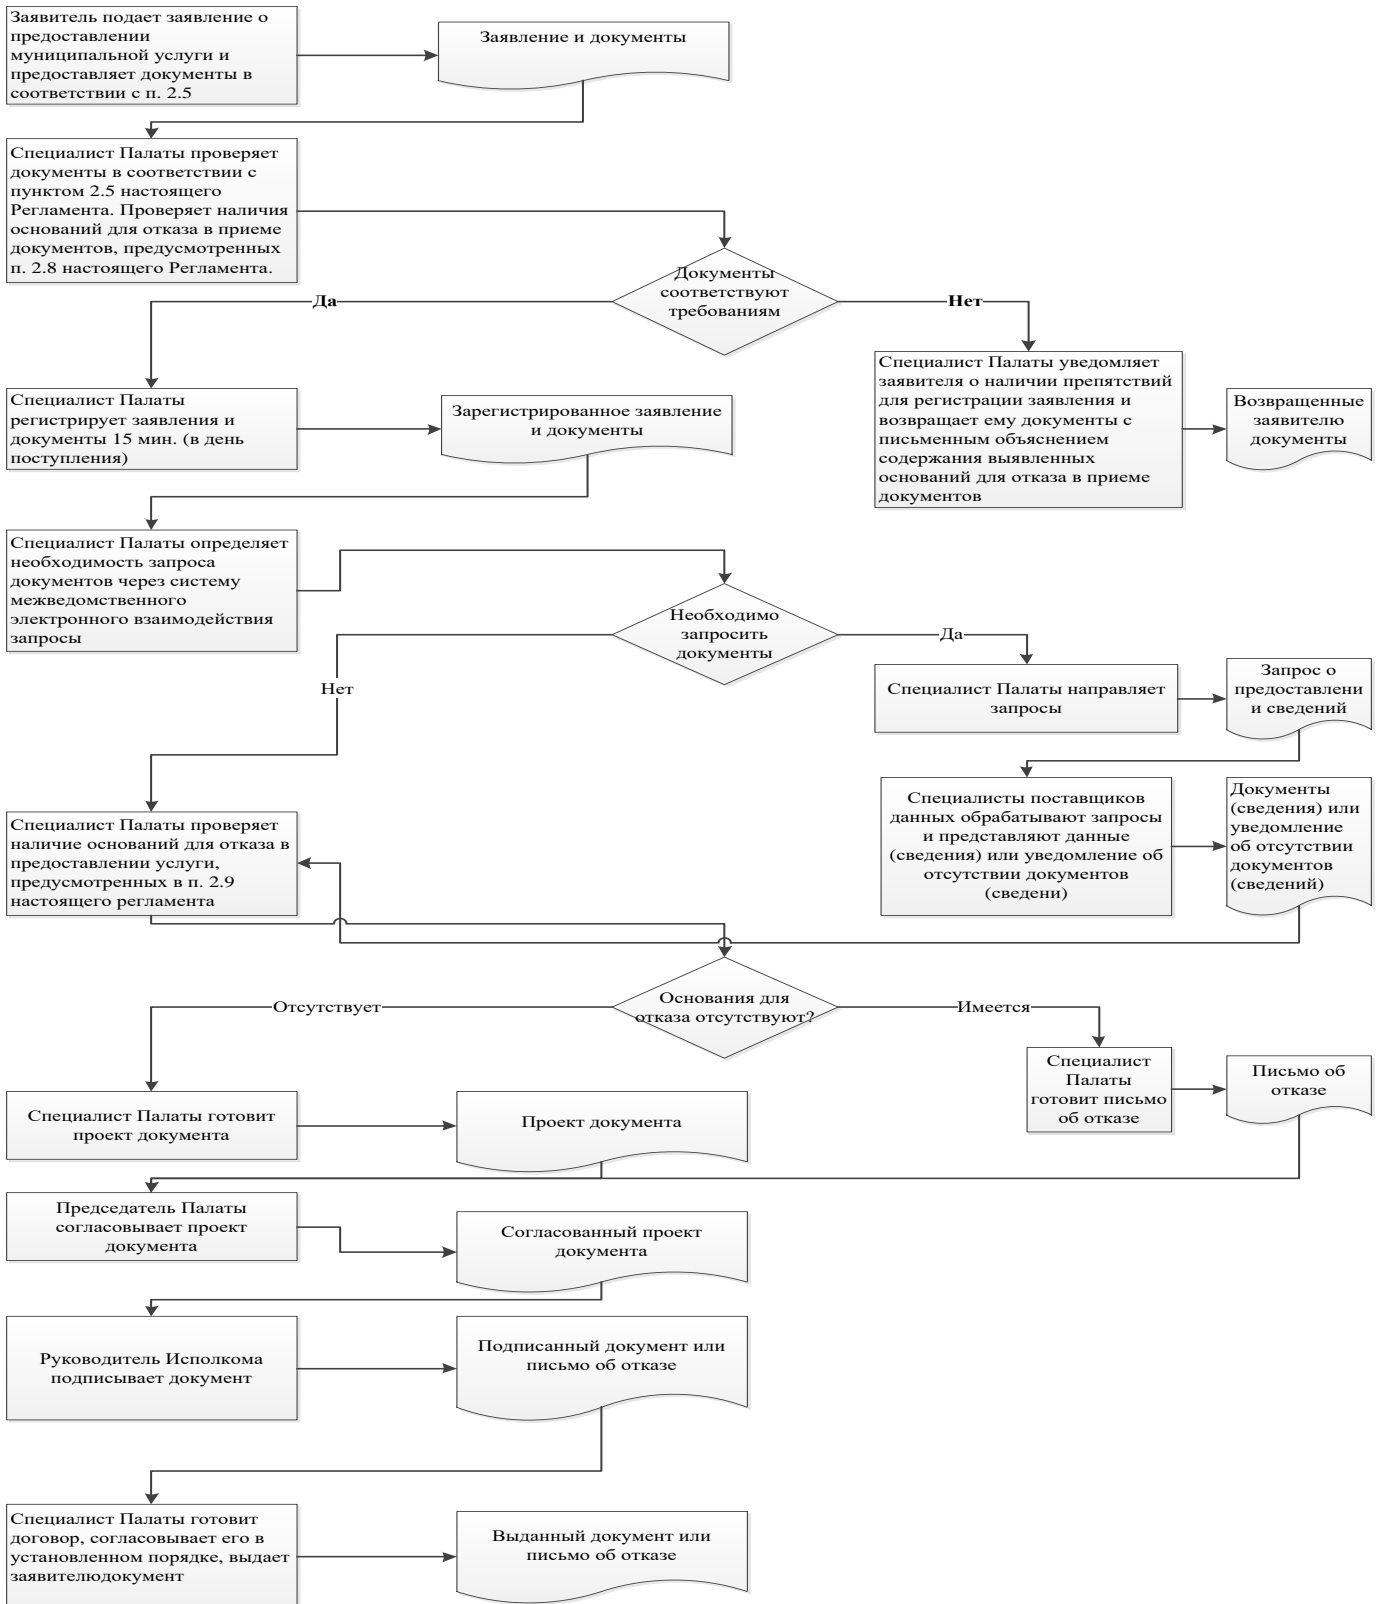 Заявитель подает заявление о
предоставлении
муниципальной услуги и
предоставляет документы в
соответствии с п. 2.5
Заявление и документы
Специалист Палаты проверяет
документы в соответствии с
пунктом 2.5 настоящего
Регламента. Проверяет наличия
оснований для отказа в приеме
документов, предусмотренных
п. 2.8 настоящего Регламента.
Документы
соответствуют
требованиям
Да
Нет
Специалист Палаты
регистрирует заявления и
документы 15 мин. (в день
поступления)
Зарегистрированное заявление
и документы
Специалист Палаты уведомляет
заявителя о наличии препятствий
для регистрации заявления и
возвращает ему документы с
письменным объяснением
содержания выявленных
оснований для отказа в приеме
документов
Возвращенные
заявителю
документы
Специалист Палаты определяет
необходимость запроса
документов через систему
межведомственного
электронного взаимодействия
запросы
Необходимо
запросить
документы
Да
Нет
Специалист Палаты направляет
запросы
Запрос о
предоставлени
и сведений
Специалисты поставщиков
данных обрабатывают запросы
и представляют данные
(сведения) или уведомление об
отсутствии документов
(сведени)
Документы
(сведения) или
уведомление
об отсутствии
документов
(сведений)
Специалист Палаты проверяет
наличие оснований для отказа в
предоставлении услуги,
предусмотренных в п. 2.9
настоящего регламента
Основания для
отказа отсутствуют?
Отсутствует
Имеется
Специалист
Палаты
готовит письмо
об отказе
Письмо об
отказе
Специалист Палаты готовит
проект документа
Проект документа
Председатель Палаты
согласовывает проект
документа
Согласованный проект
документа
Руководитель Исполкома
подписывает документ
Подписанный документ или
письмо об отказе
Специалист Палаты готовит
договор, согласовывает его в
установленном порядке, выдает
заявителюдокумент
Выданный документ или
письмо об отказе